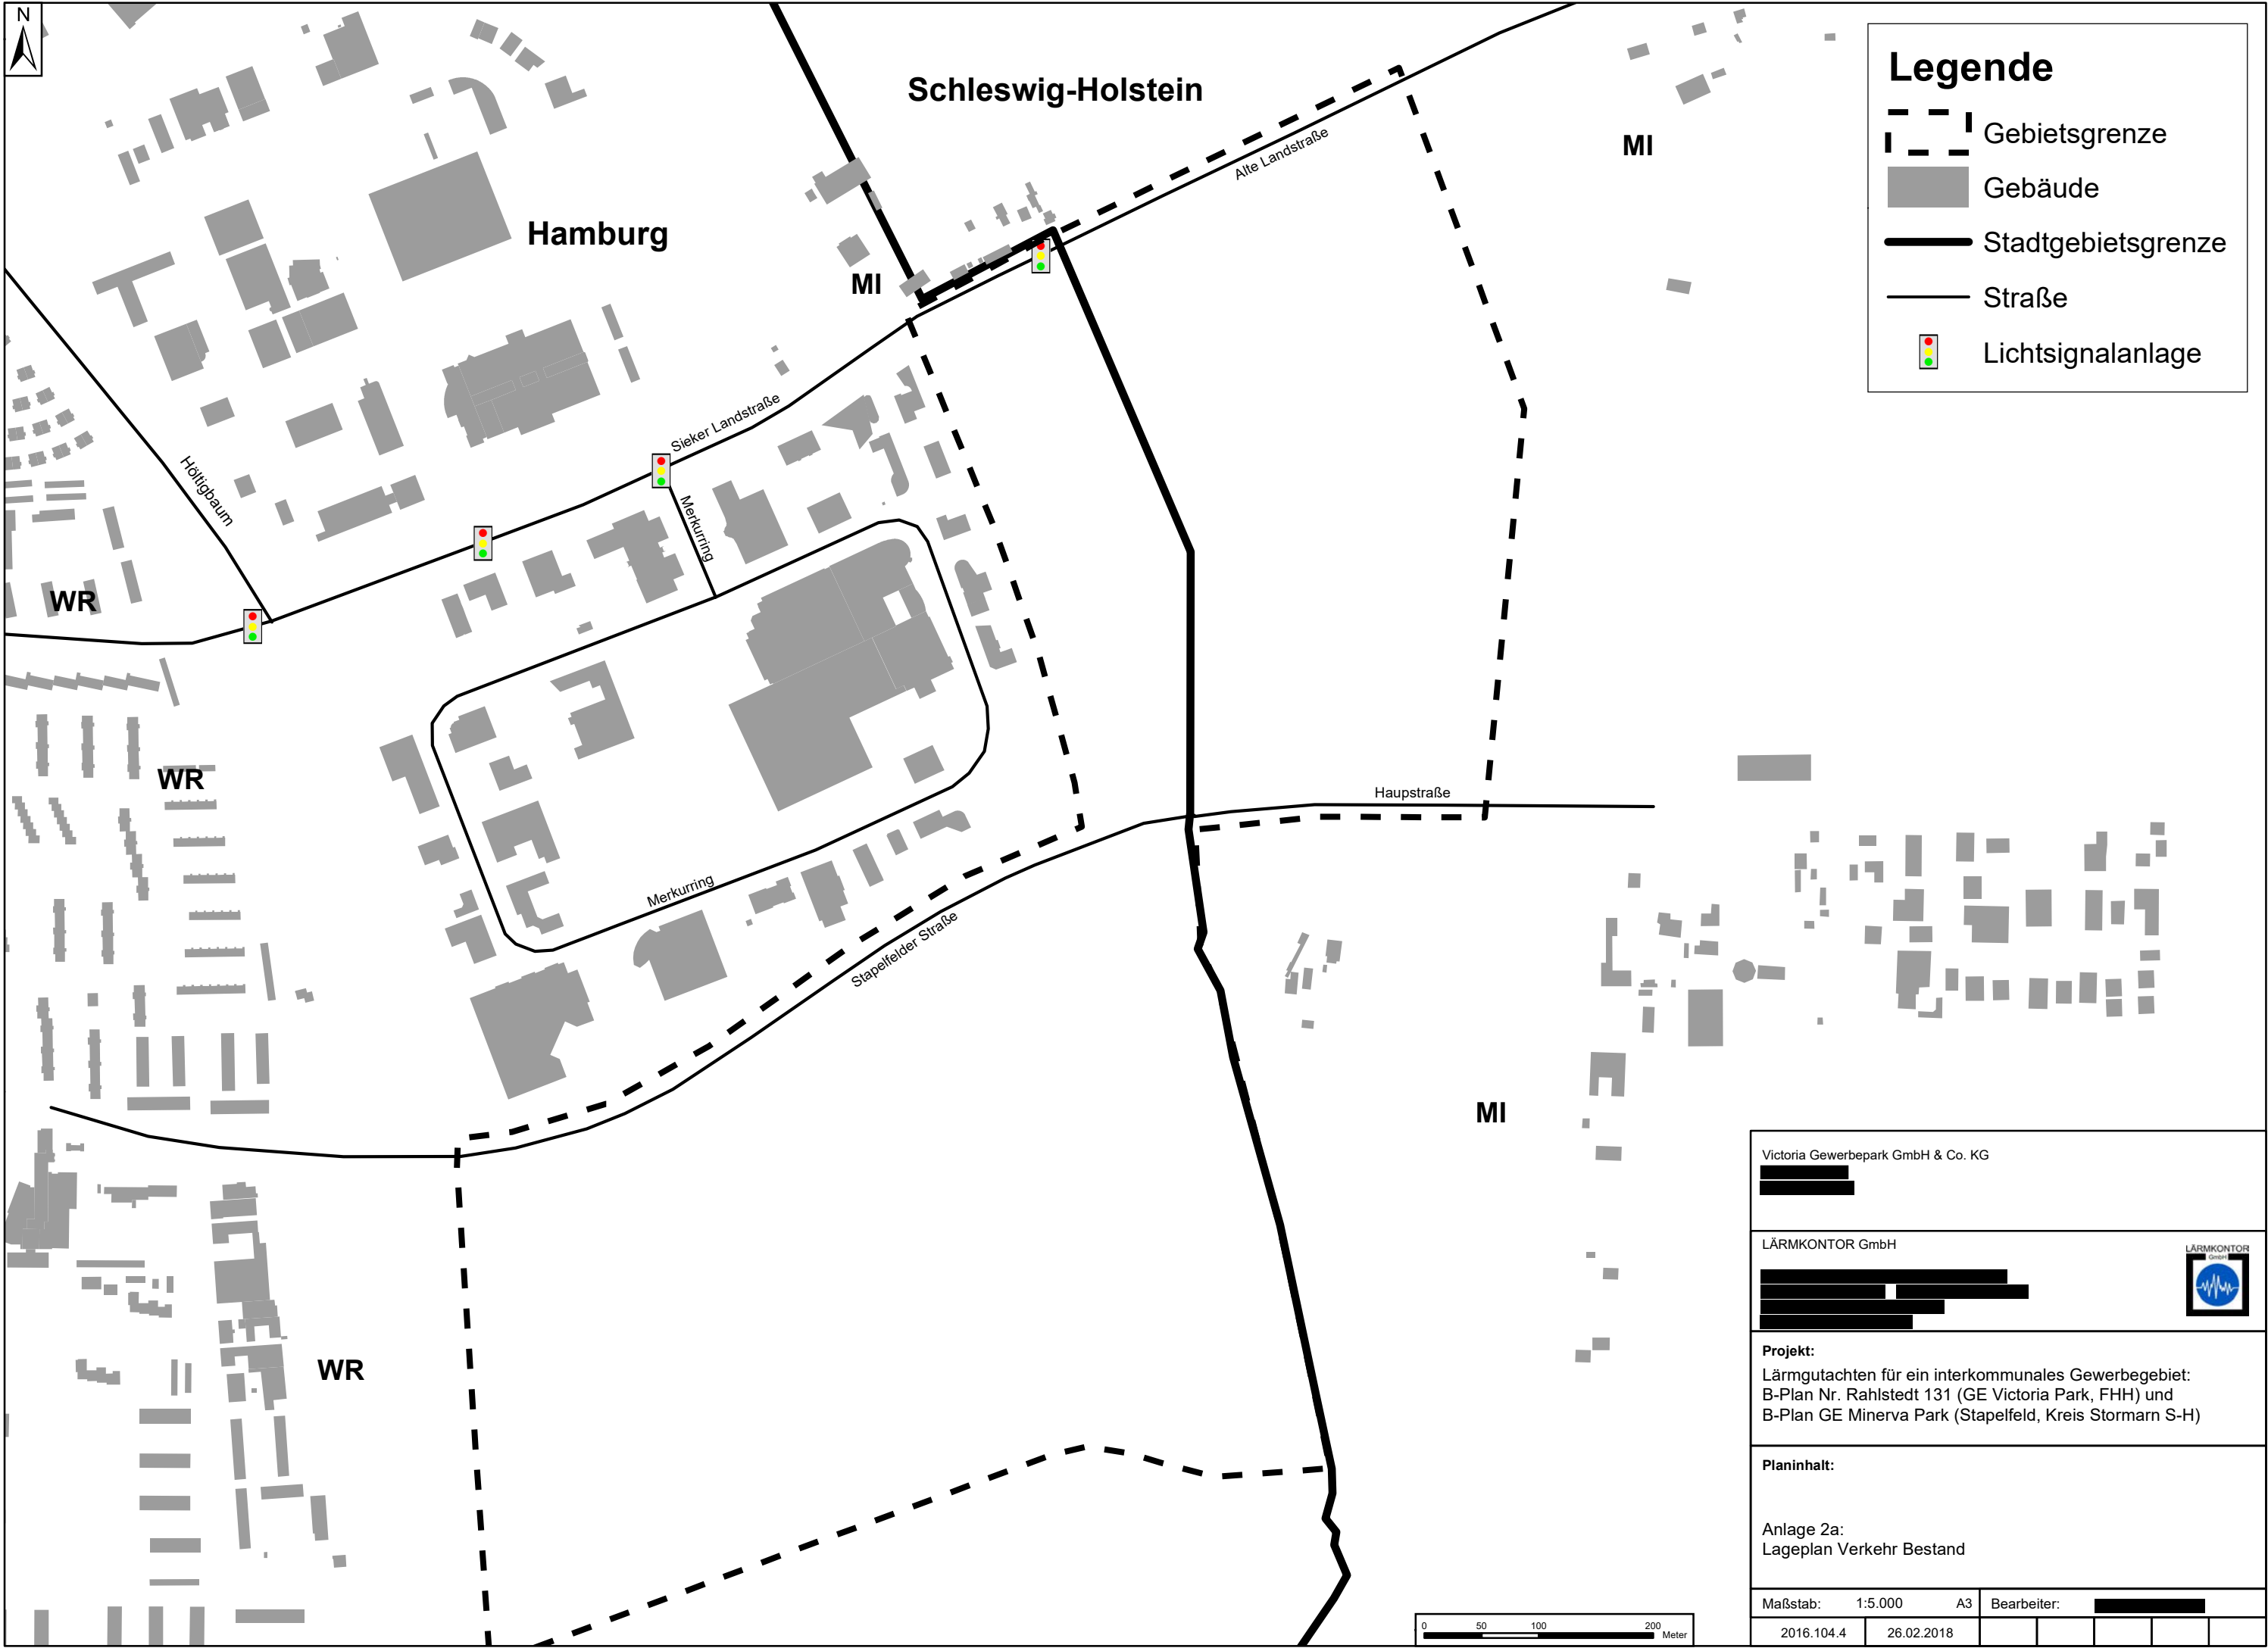 N
Schleswig-Holstein
Hamburg
MI
MI
Alte Landstraße
Sieker Landstraße
Höltigbaum
Merkurring
WR
WR
Haupstraße
Merkurring
Stapelfelder Straße
MI
WR
Legende
Gebietsgrenze
Gebäude
Stadtgebietsgrenze
Straße
Lichtsignalanlage
Victoria Gewerbepark GmbH & Co. KG
LÄRMKONTOR GmbH
LÄRMKONTOR
GmbH
Projekt:
Lärmgutachten für ein interkommunales Gewerbegebiet:
B-Plan Nr. Rahlstedt 131 (GE Victoria Park, FHH) und
B-Plan GE Minerva Park (Stapelfeld, Kreis Stormarn S-H)
Planinhalt:
Anlage 2a:
Lageplan Verkehr Bestand
Maßstab: 1:5.000 A3 Bearbeiter:
2016.104.4 26.02.2018
0 50 100 200
Meter